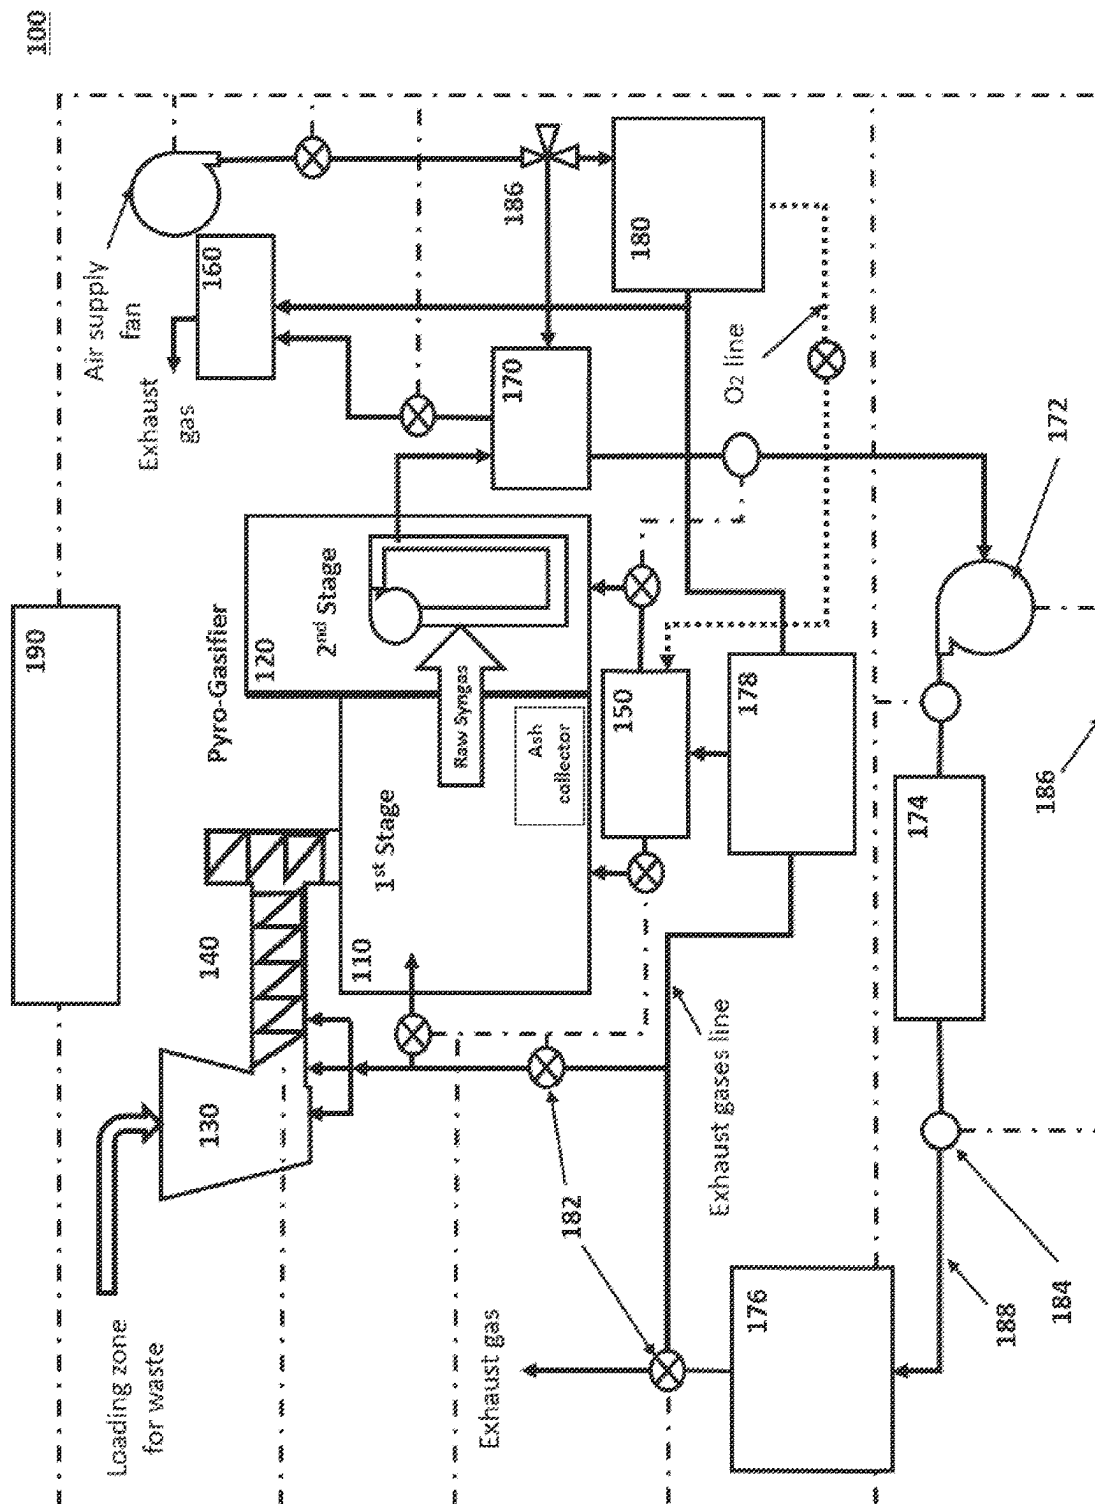 100
190
Loading zone
for waste
130
140
Pyro-Gasifier
110
1st Stage
120
2nd Stage
Raw Syngas
Ash
collector
Air supply
fan
160
Exhaust
gas
186
170
180
O2 line
150
178
182
Exhaust gas
Exhaust gases line
176
174
172
188
184
186